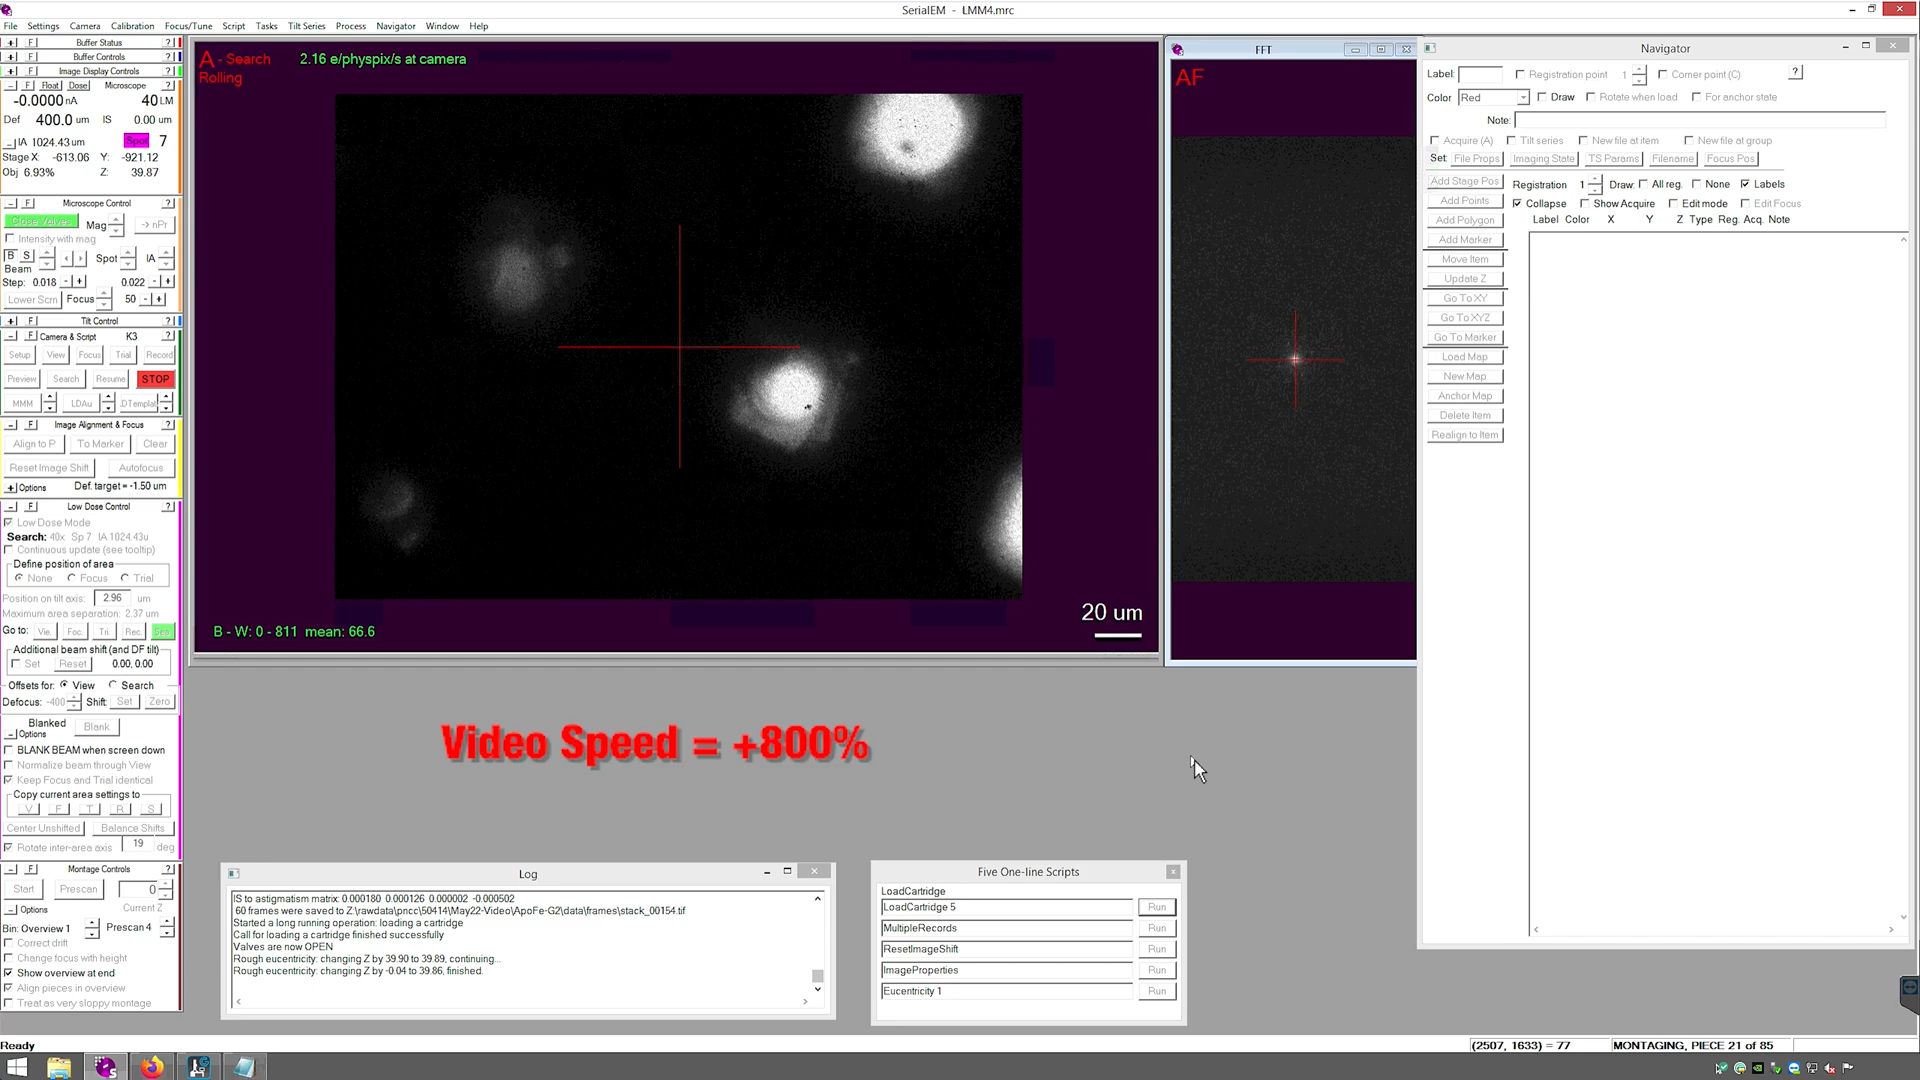 SerialEM - LMM4.mrc
File Settings Camera Calibration Focus/Tune Script Tasks Tilt Series Process Navigator Window Help
+ F Buffer Status ?
+ F Buffer Controls ?
+ F Image Display Controls ?
- F Float Dose Microscope ?
-0.0000 nA 40 LM
Def 400.0 um IS 0.00 um
IA 1024.43 um Spot 7
Stage X: -613.06 Y: -921.12
Obj 6.93% Z: 39.87
- F Microscope Control ?
Close Valves Mag -> nPr
Intensity with mag
B S Spot IA
Beam
Step: 0.018 - + 0.022 - +
Lower Scrn Focus 50 - +
+ F Tilt Control ?
- F Camera & Script K3 ?
Setup View Focus Trial Record
Preview Search Resume STOP
MMM LDAu DTemplat
- F Image Alignment & Focus ?
Align to P To Marker Clear
Reset Image Shift Autofocus
+ Options Def. target = -1.50 um
- F Low Dose Control ?
Low Dose Mode
Search: 40x Sp 7 IA 1024.43u
Continuous update (see tooltip)
Define position of area
None Focus Trial
Position on tilt axis: 2.96 um
Maximum area separation: 2.37 um
Go to: Vie. Foc. Tri. Rec. Sea
Additional beam shift (and DF tilt)
Set Reset 0.00, 0.00
Offsets for: View Search
Defocus: -400 Shift: Set Zero
Blanked Blank
- Options
BLANK BEAM when screen down
Normalize beam through View
Keep Focus and Trial identical
Copy current area settings to
V F T R S
Center Unshifted Balance Shifts
Rotate inter-area axis 19 deg
- F Montage Controls ?
Start Prescan 0
- Options Current Z
Bin: Overview 1 Prescan 4
Correct drift
Change focus with height
Show overview at end
Align pieces in overview
Treat as very sloppy montage
Ready
A - Search
Rolling
2.16 e/physpix/s at camera
B - W: 0 - 811 mean: 66.6
20 um
FFT
AF
Video Speed = +800%
Log
IS to astigmatism matrix: 0.000180 0.000126 0.000002 -0.000502
60 frames were saved to Z:\rawdata\pncc\50414\May22-Video\ApoFe-G2\data\frames\stack_00154.tif
Started a long running operation: loading a cartridge
Call for loading a cartridge finished successfully
Valves are now OPEN
Rough eucentricity: changing Z by 39.90 to 39.89, continuing...
Rough eucentricity: changing Z by -0.04 to 39.86, finished.
Five One-line Scripts
LoadCartridge
LoadCartridge 5 Run
MultipleRecords Run
ResetImageShift Run
ImageProperties Run
Eucentricity 1 Run
Navigator
Label: Registration point 1 Corner point (C) ?
Color Red Draw Rotate when load For anchor state
Note:
Acquire (A) Tilt series New file at item New file at group
Set: File Props Imaging State TS Params Filename Focus Pos
Add Stage Pos Registration 1 Draw: All reg. None Labels
Add Points Collapse Show Acquire Edit mode Edit Focus
Add Polygon Label Color X Y Z Type Reg. Acq. Note
Add Marker
Move Item
Update Z
Go To XY
Go To XYZ
Go To Marker
Load Map
New Map
Anchor Map
Delete Item
Realign to Item
(2507, 1633) = 77 MONTAGING, PIECE 21 of 85